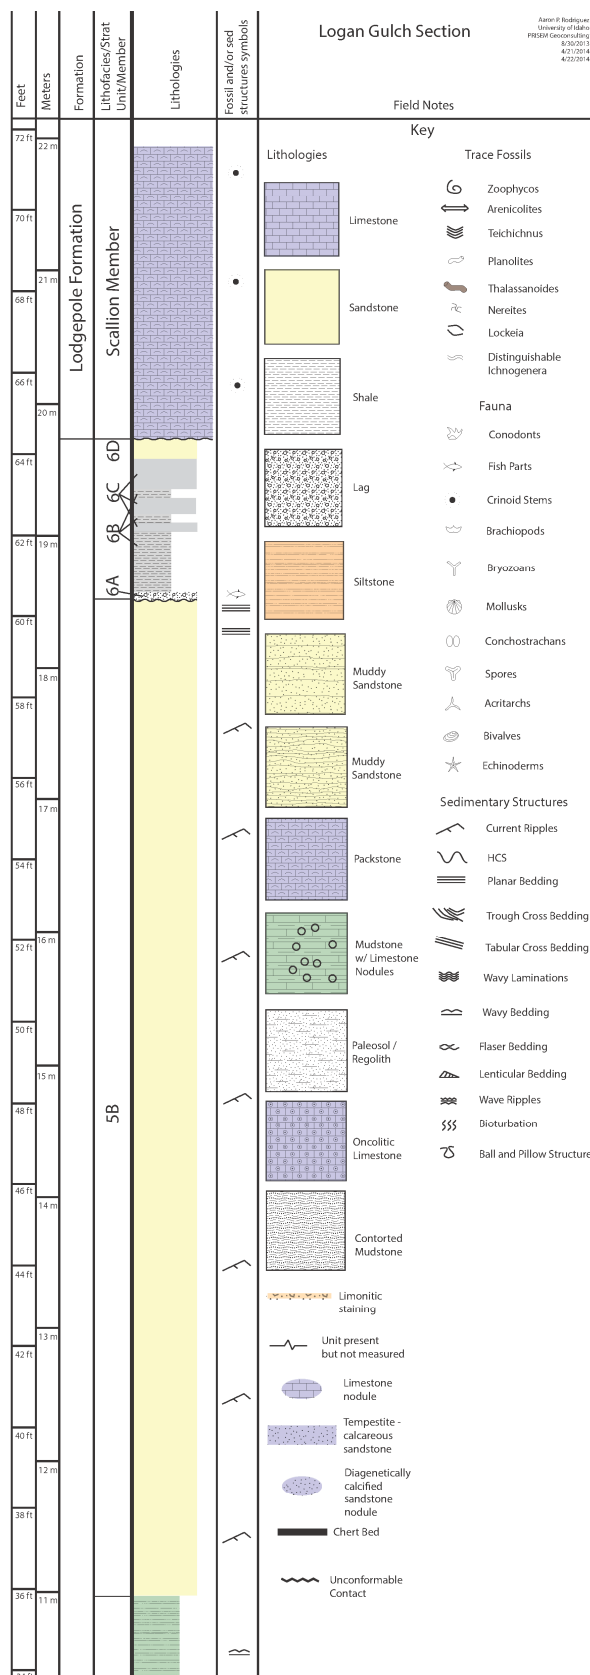 Logan Gulch Section
Aaron P. Rodriguez
University of Idaho
PRISEM Geoconsulting
8/30/2013
4/21/2014
4/22/2014
Feet
Meters
Formation
Lithofacies/Strat
Unit/Member
Lithologies
Fossil and/or sed
structures symbols
Field Notes
72 ft
70 ft
68 ft
66 ft
64 ft
62 ft
60 ft
58 ft
56 ft
54 ft
52 ft
50 ft
48 ft
46 ft
44 ft
42 ft
40 ft
38 ft
36 ft
22 m
21 m
20 m
19 m
18 m
17 m
16 m
15 m
14 m
13 m
12 m
11 m
Lodgepole Formation
Scallion Member
6D
6C
6B
6A
5B
Key
Lithologies
Limestone
Sandstone
Shale
Lag
Siltstone
Muddy
Sandstone
Muddy
Sandstone
Packstone
Mudstone
w/ Limestone
Nodules
Paleosol /
Regolith
Oncolitic
Limestone
Contorted
Mudstone
Limonitic
staining
Unit present
but not measured
Limestone
nodule
Tempestite -
calcareous
sandstone
Diagenetically
calcified
sandstone
nodule
Chert Bed
Unconformable
Contact
Trace Fossils
Zoophycos
Arenicolites
Teichichnus
Planolites
Thalassanoides
Nereites
Lockeia
Distinguishable
Ichnogenera
Fauna
Conodonts
Fish Parts
Crinoid Stems
Brachiopods
Bryozoans
Mollusks
Conchostrachans
Spores
Acritarchs
Bivalves
Echinoderms
Sedimentary Structures
Current Ripples
HCS
Planar Bedding
Trough Cross Bedding
Tabular Cross Bedding
Wavy Laminations
Wavy Bedding
Flaser Bedding
Lenticular Bedding
Wave Ripples
Bioturbation
Ball and Pillow Structure